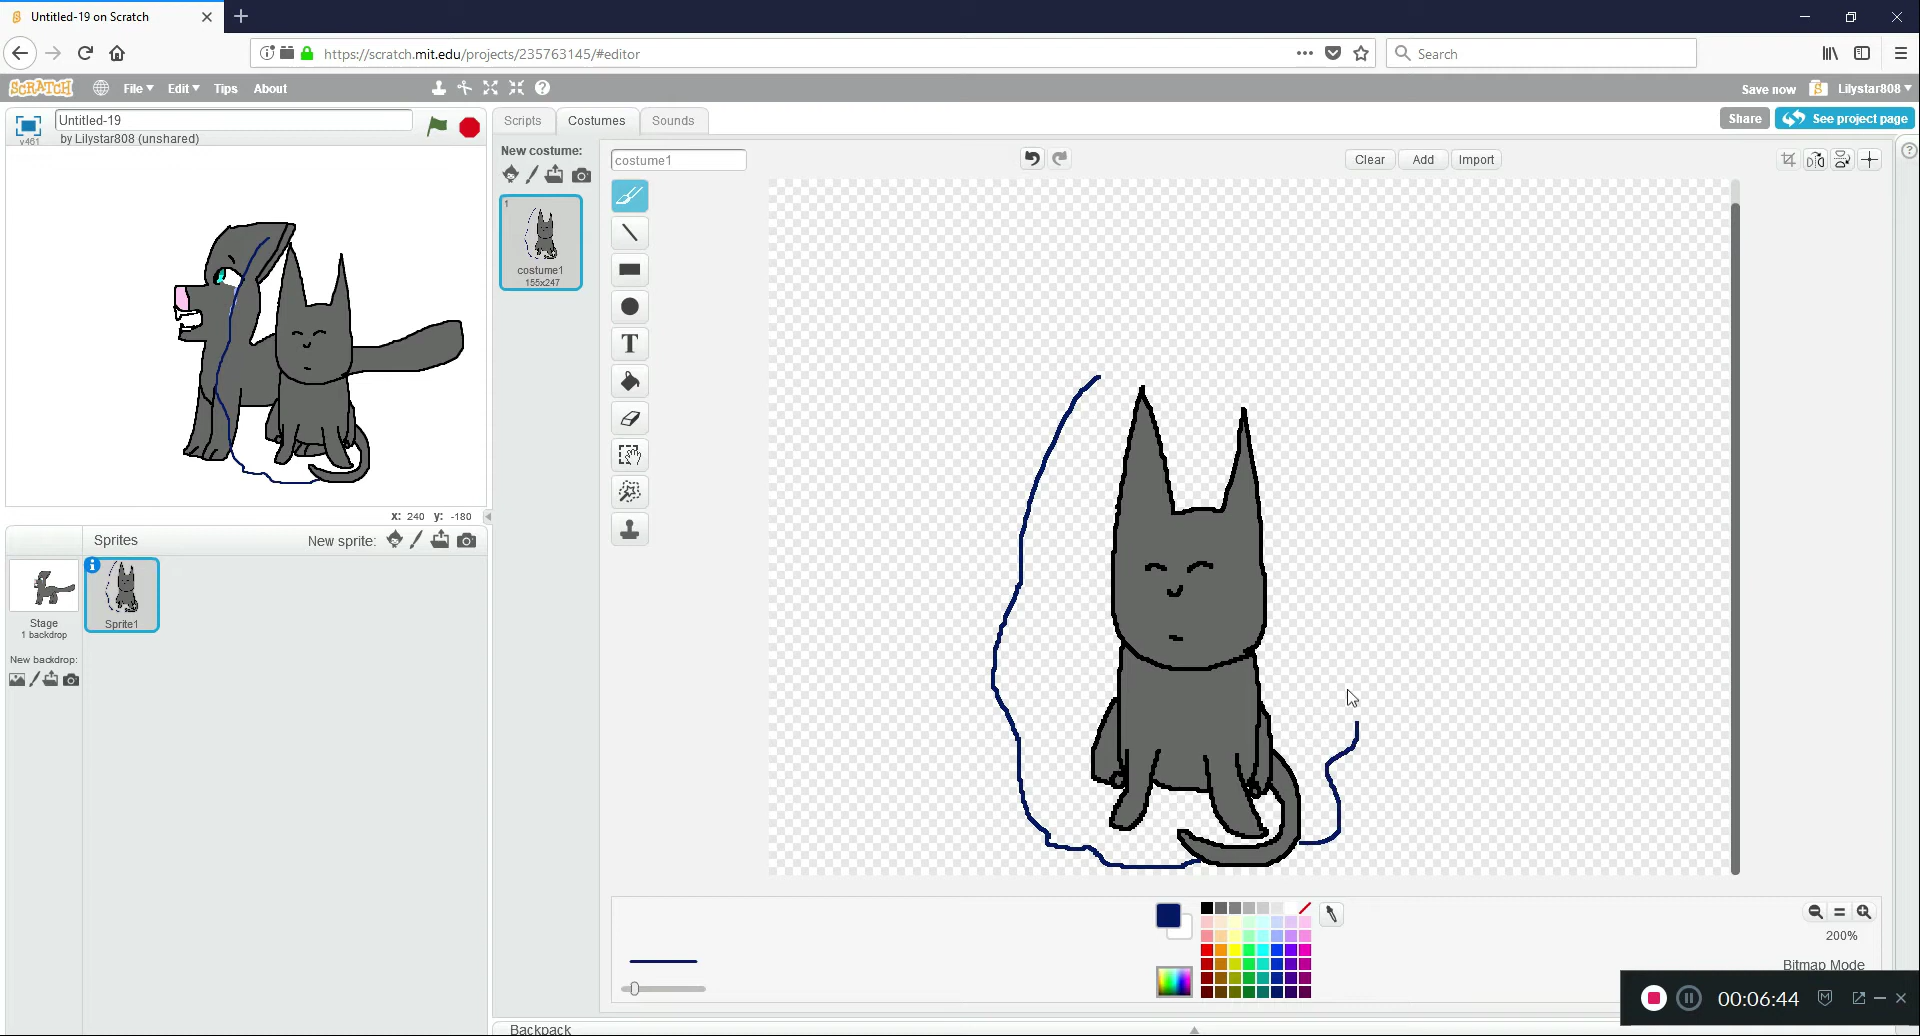 Untitled-19 on Scratch
https://scratch.mit.edu/projects/235763145/#editor
Search
SCRATCH
File
Edit
Tips
About
Save now
Lilystar808
Untitled-19
by Lilystar808 (unshared)
v461
Scripts
Costumes
Sounds
Share
See project page
New costume:
costume1
Clear
Add
Import
1
costume1
155x247
T
x: 240 y: -180
Sprites
New sprite:
Stage
1 backdrop
Sprite1
New backdrop:
200%
Bitmap Mode
00:06:44
Backpack